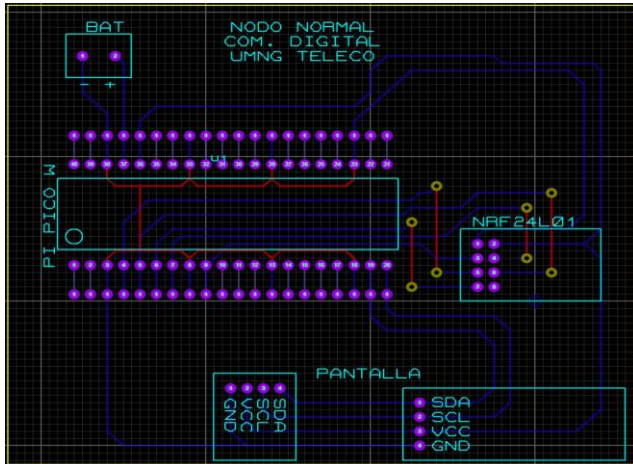 BAT
- +
NODO NORMAL
COM. DIGITAL
UMNG TELECO
U1
PI PICO W
NRF24L01
PANTALLA
GND
VCC
SCL
SDA
SDA
SCL
VCC
GND